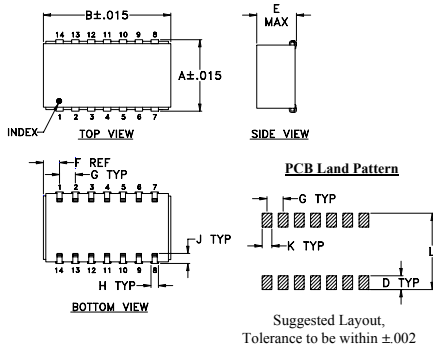 B±.015
14 13 12 11 10 9 8
A±.015
INDEX
1 2 3 4 5 6 7
TOP VIEW
E
MAX
SIDE VIEW
F REF
G TYP
1 2 3 4 5 6 7
J TYP
14 13 12 11 10 9 8
H TYP
BOTTOM VIEW
PCB Land Pattern
G TYP
K TYP
L
D TYP
Suggested Layout,
Tolerance to be within ±.002